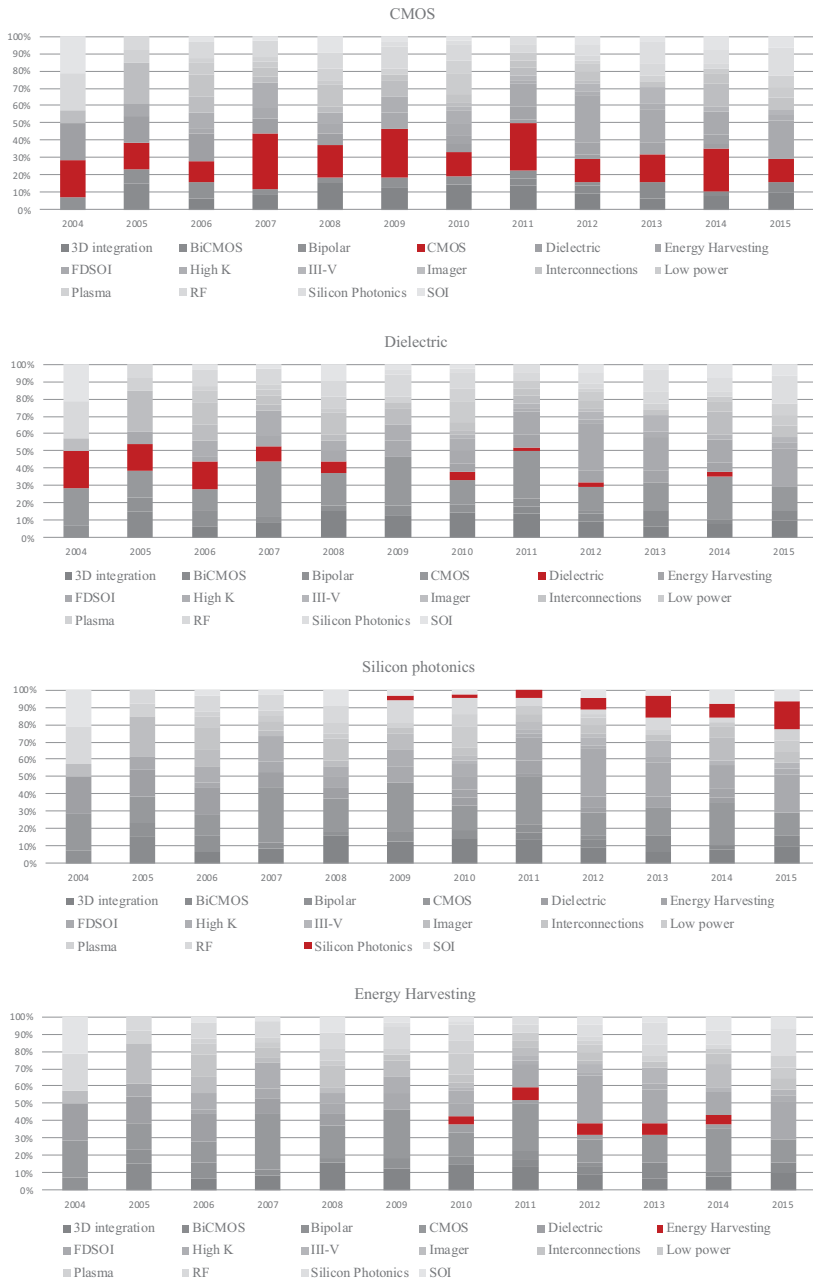 CMOS
100%
90%
80%
70%
60%
50%
40%
30%
20%
10%
0%
2004 2005 2006 2007 2008 2009 2010 2011 2012 2013 2014 2015
3D integration BiCMOS Bipolar CMOS Dielectric Energy Harvesting
FDSOI High K III-V Imager Interconnections Low power
Plasma RF Silicon Photonics SOI
Dielectric
100%
90%
80%
70%
60%
50%
40%
30%
20%
10%
0%
2004 2005 2006 2007 2008 2009 2010 2011 2012 2013 2014 2015
3D integration BiCMOS Bipolar CMOS Dielectric Energy Harvesting
FDSOI High K III-V Imager Interconnections Low power
Plasma RF Silicon Photonics SOI
Silicon photonics
100%
90%
80%
70%
60%
50%
40%
30%
20%
10%
0%
2004 2005 2006 2007 2008 2009 2010 2011 2012 2013 2014 2015
3D integration BiCMOS Bipolar CMOS Dielectric Energy Harvesting
FDSOI High K III-V Imager Interconnections Low power
Plasma RF Silicon Photonics SOI
Energy Harvesting
100%
90%
80%
70%
60%
50%
40%
30%
20%
10%
0%
2004 2005 2006 2007 2008 2009 2010 2011 2012 2013 2014 2015
3D integration BiCMOS Bipolar CMOS Dielectric Energy Harvesting
FDSOI High K III-V Imager Interconnections Low power
Plasma RF Silicon Photonics SOI